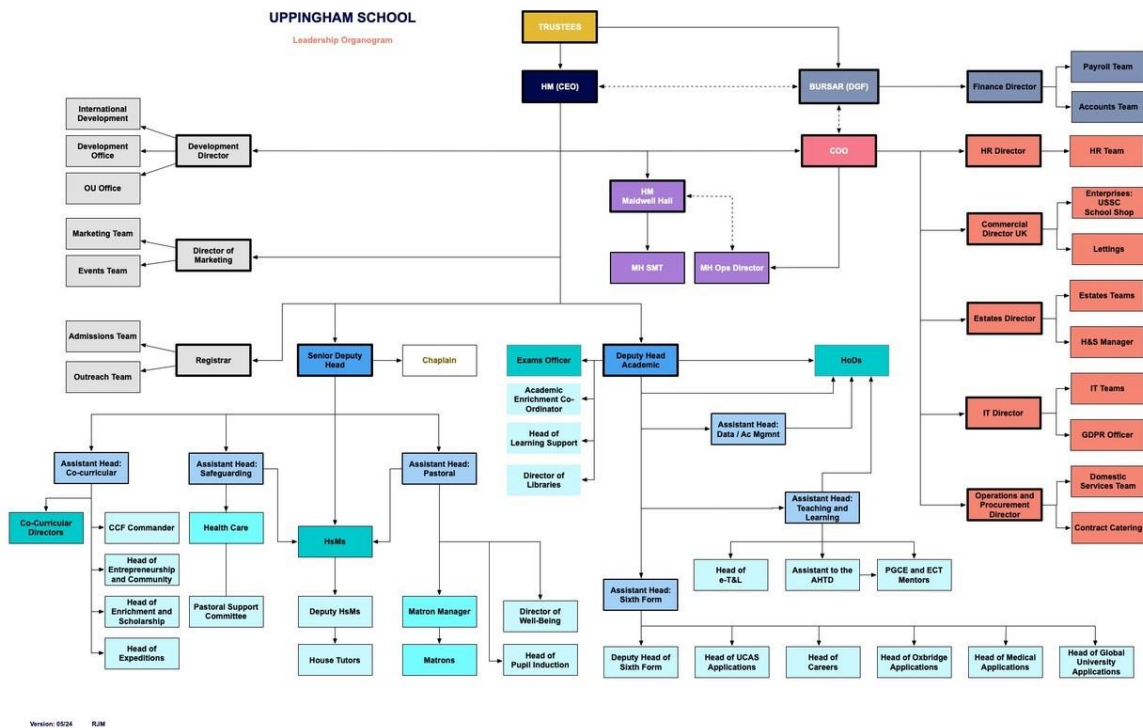 UPPINGHAM SCHOOL
Leadership Organogram
TRUSTEES
HM (CEO)
BURSAR (DGF)
Finance Director
Payroll Team
Accounts Team
International
Development
Development
Office
OU Office
Development
Director
COO
HR Director
HR Team
HM
Maidwell Hall
MH SMT
MH Ops Director
Commercial
Director UK
Enterprises:
USSC
School Shop
Lettings
Marketing Team
Events Team
Director of
Marketing
Estates Director
Estates Teams
H&S Manager
Admissions Team
Outreach Team
Registrar
Senior Deputy
Head
Chaplain
Exams Officer
Deputy Head
Academic
HoDs
Academic
Enrichment Co-
Ordinator
Head of
Learning Support
Director of
Libraries
Assistant Head:
Data / Ac Mgmnt
IT Director
IT Teams
GDPR Officer
Assistant Head:
Co-curricular
Assistant Head:
Safeguarding
Assistant Head:
Pastoral
Assistant Head:
Teaching and
Learning
Operations and
Procurement
Director
Domestic
Services Team
Contract Catering
Co-Curricular
Directors
CCF Commander
Health Care
HsMs
Head of
Entrepreneurship
and Community
Head of
e-T&L
Assistant to the
AHTD
PGCE and ECT
Mentors
Assistant Head:
Sixth Form
Head of
Enrichment and
Scholarship
Pastoral Support
Committee
Deputy HsMs
Matron Manager
Director of
Well-Being
Head of
Expeditions
House Tutors
Matrons
Head of
Pupil Induction
Deputy Head of
Sixth Form
Head of UCAS
Applications
Head of
Careers
Head of Oxbridge
Applications
Head of Medical
Applications
Head of Global
University
Applications
Version: 05/24 RJM